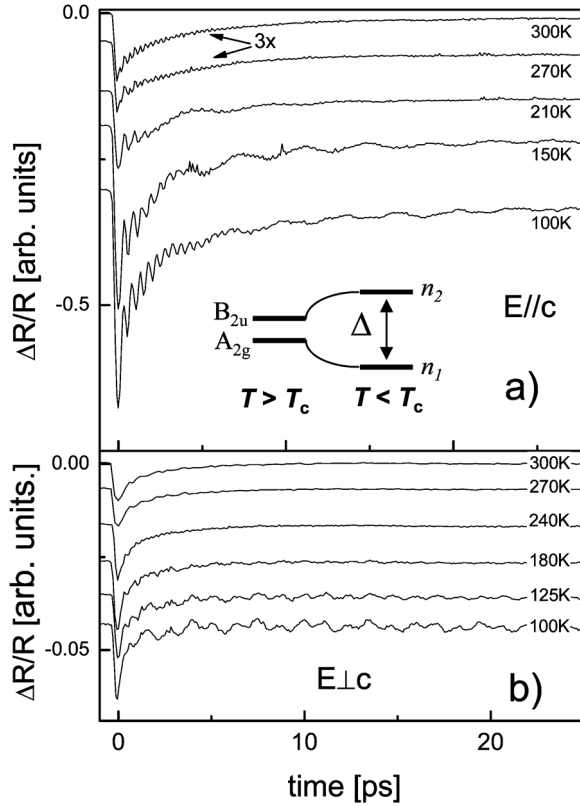 0.0
3x
300K
270K
210K
150K
100K
-0.5
ΔR/R [arb. units]
B2u
A2g
n2
n1
Δ
T > Tc
T < Tc
E//c
a)
0.00
300K
270K
240K
180K
125K
100K
-0.05
ΔR/R [arb. units.]
E⊥c
b)
0
10
20
time [ps]